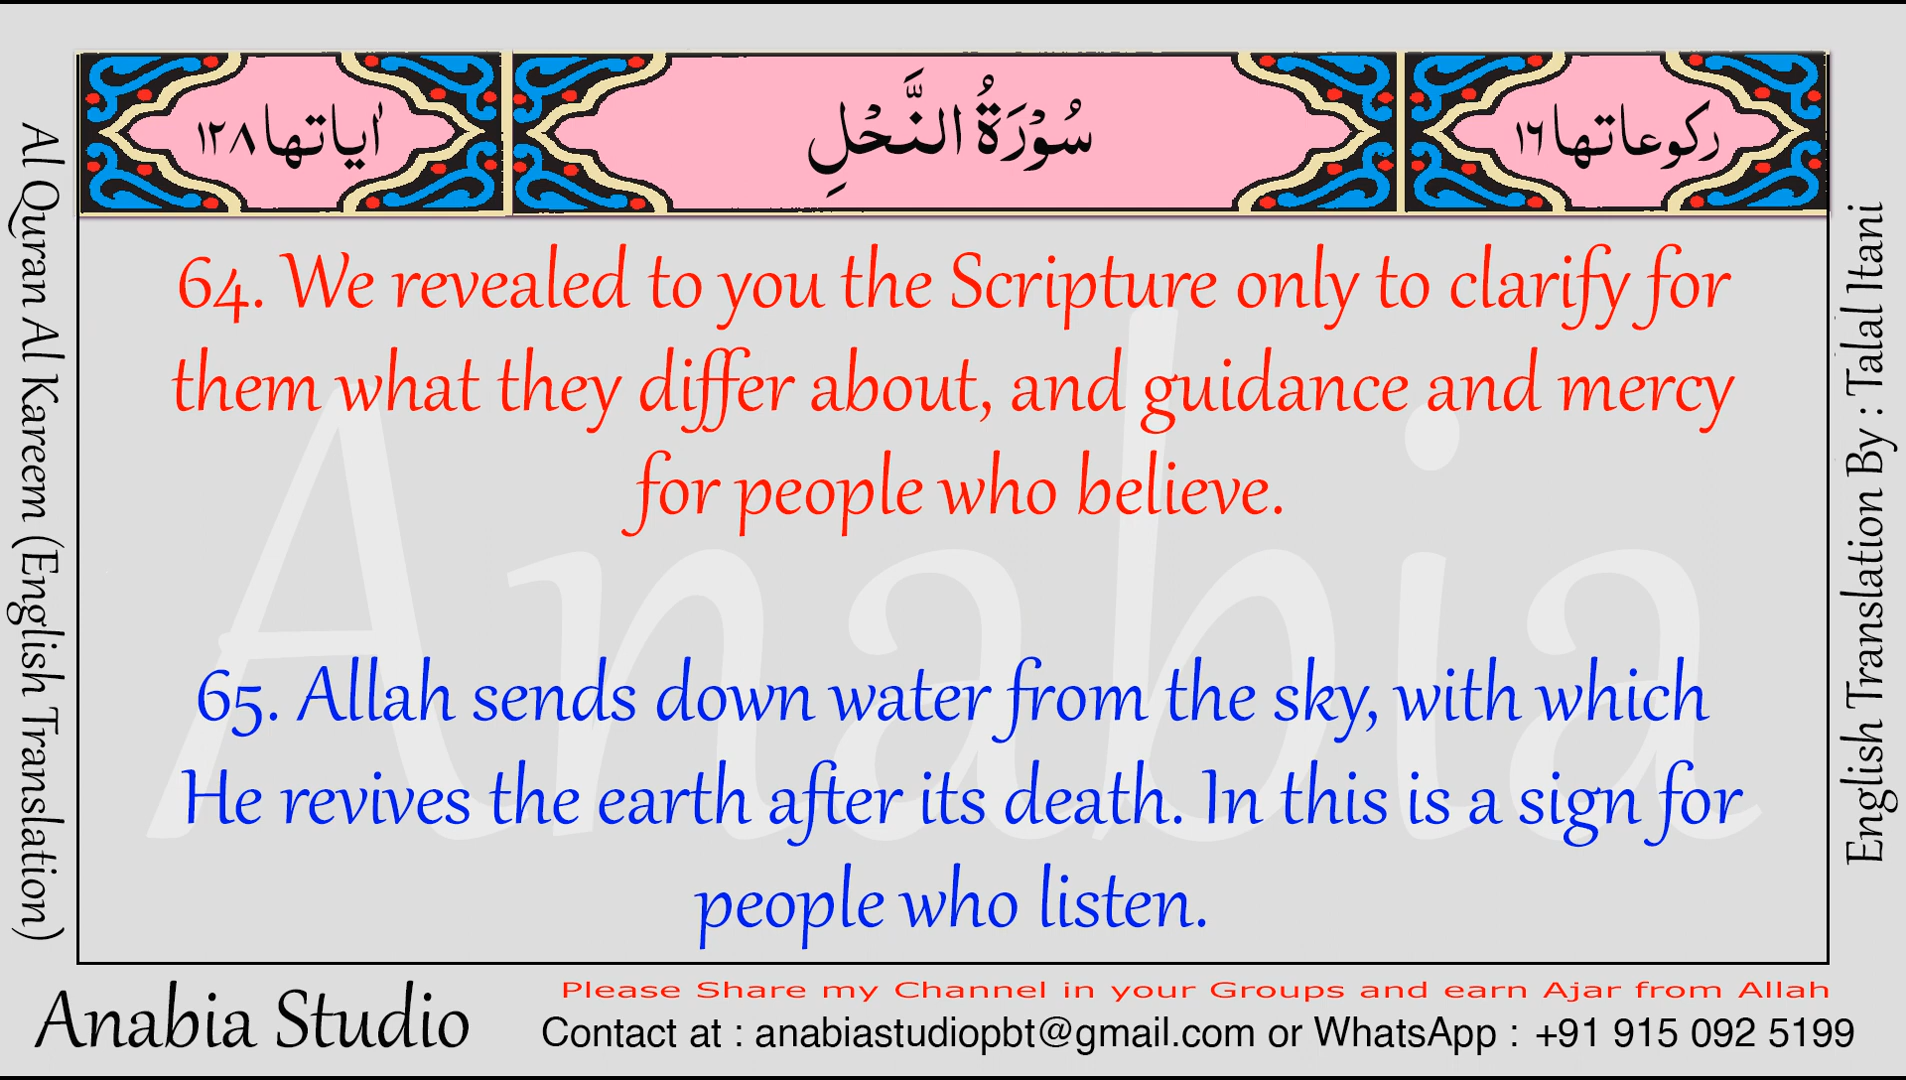 اٰیاتها ١٢٨
سُوْرَةُ النَّحْلِ
ركوعاتها ١٦
Al Quran Al Kareem (English Translation)
64. We revealed to you the Scripture only to clarify for
them what they differ about, and guidance and mercy
for people who believe.
65. Allah sends down water from the sky, with which
He revives the earth after its death. In this is a sign for
people who listen.
Anabia
English Translation By : Talal Itani
Anabia Studio
Please Share my Channel in your Groups and earn Ajar from Allah
Contact at : anabiastudiopbt@gmail.com or WhatsApp : +91 915 092 5199